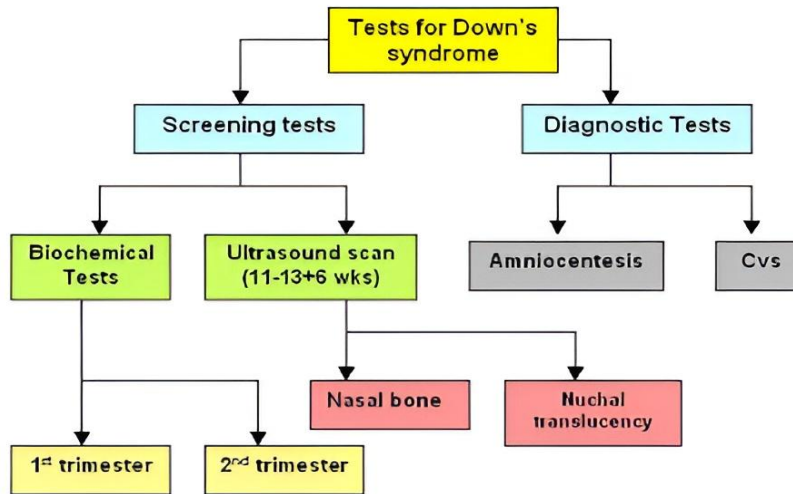 Tests for Down's
syndrome
Screening tests
Diagnostic Tests
Biochemical
Tests
Ultrasound scan
(11-13+6 wks)
Amniocentesis
Cvs
Nasal bone
Nuchal
translucency
1st trimester
2nd trimester